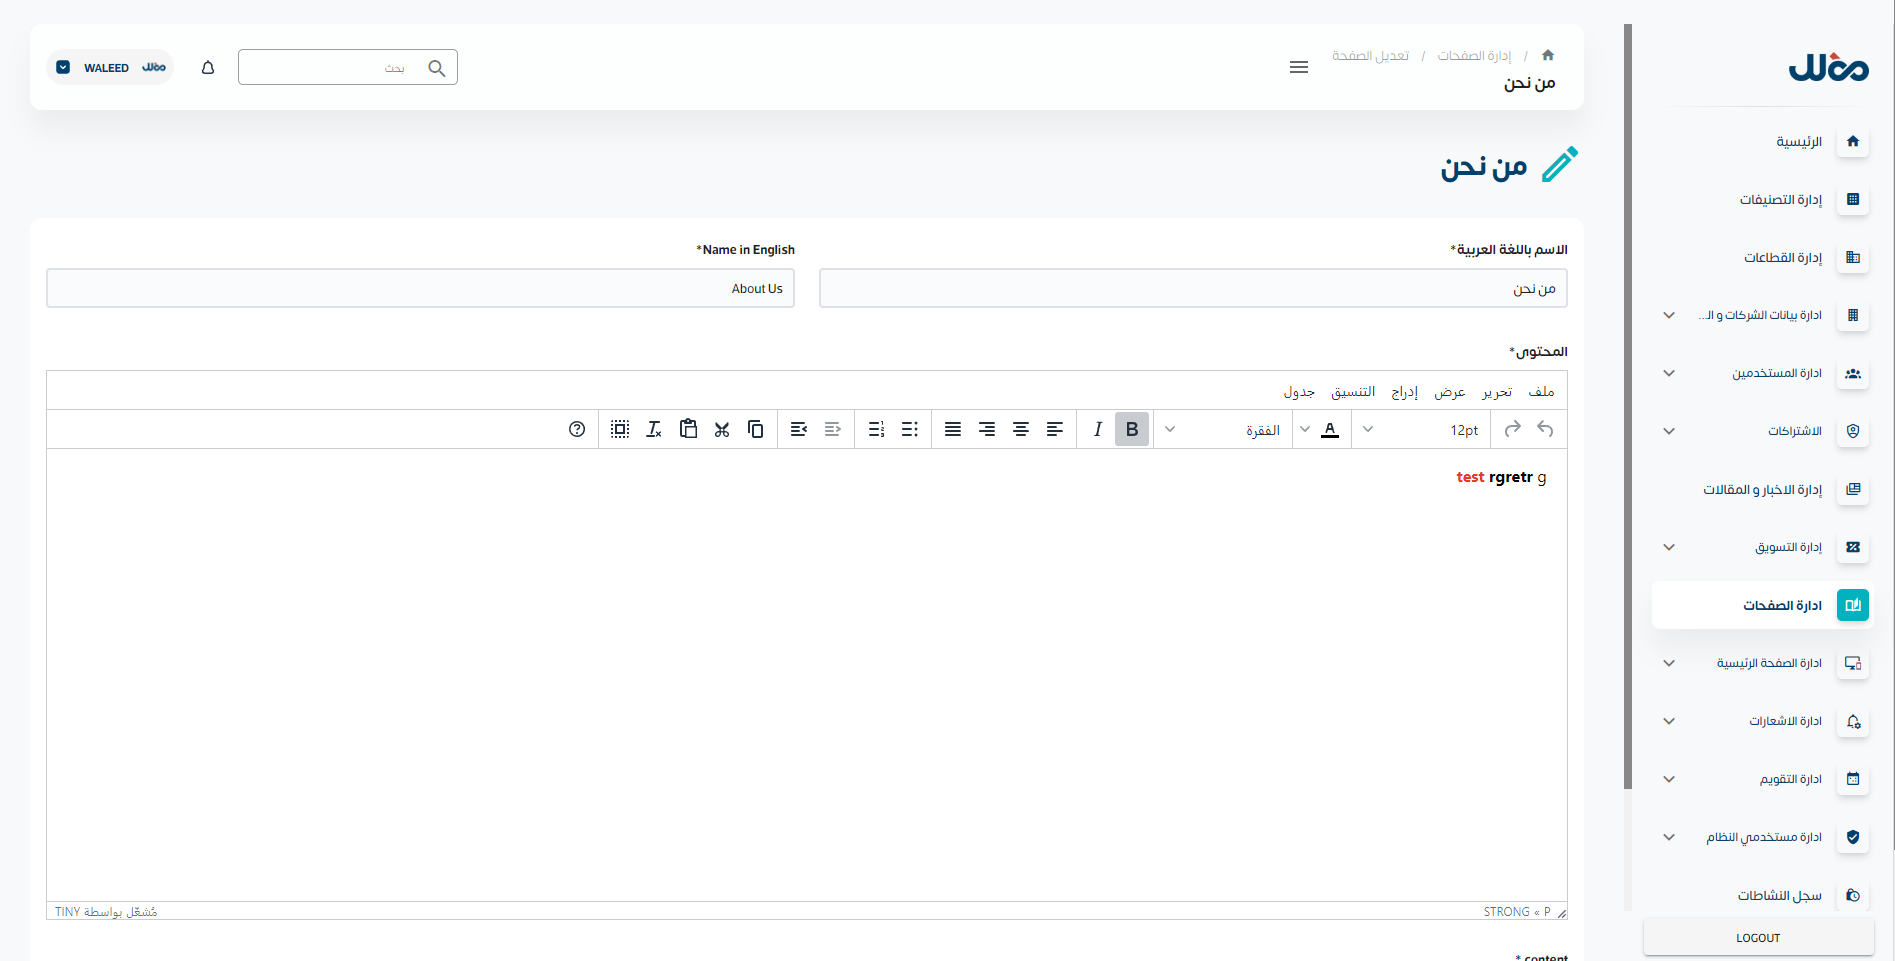 إدارة الصفحات / تعديل الصفحة /
من نحن
بحث
WALEED
ملل
ملل
الرئيسية
إدارة التصنيفات
إدارة القطاعات
ادارة بيانات الشركات و الـ...
ادارة المستخدمين
الاشتراكات
إدارة الاخبار و المقالات
إدارة التسويق
ادارة الصفحات
ادارة الصفحة الرئيسية
ادارة الاشعارات
ادارة التقويم
ادارة مستخدمي النظام
سجل النشاطات
LOGOUT
من نحن
الاسم باللغة العربية*
من نحن
Name in English*
About Us
المحتوى*
ملف تحرير عرض إدراج التنسيق جدول
12pt
A
الفقرة
B I
test rgretr g
STRONG « P
مُشغّل بواسطة TINY
content *